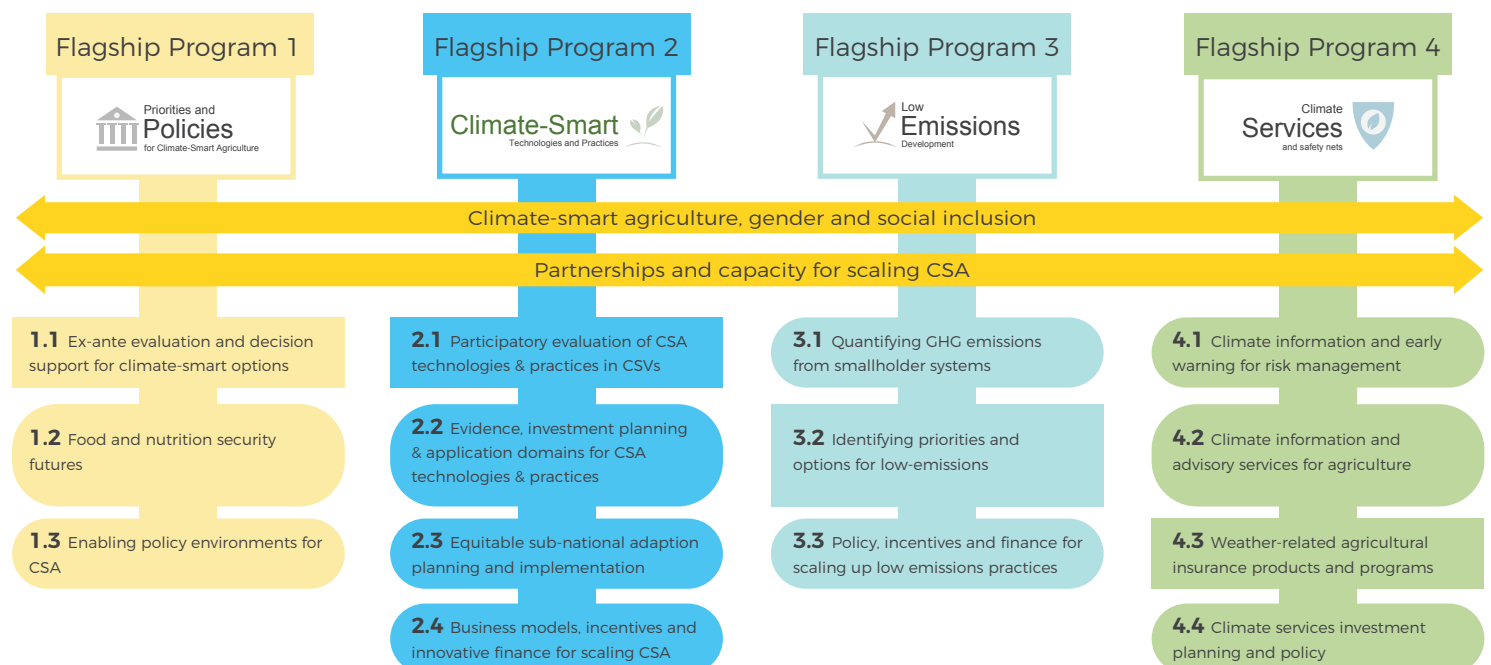 Flagship Program 1
Priorities and
Policies
for Climate-Smart Agriculture
Flagship Program 2
Climate-Smart
Technologies and Practices
Flagship Program 3
Low
Emissions
Development
Flagship Program 4
Climate
Services
and safety nets
Climate-smart agriculture, gender and social inclusion
Partnerships and capacity for scaling CSA
1.1 Ex-ante evaluation and decision
support for climate-smart options
1.2 Food and nutrition security
futures
1.3 Enabling policy environments for
CSA
2.1 Participatory evaluation of CSA
technologies & practices in CSVs
2.2 Evidence, investment planning
& application domains for CSA
technologies & practices
2.3 Equitable sub-national adaption
planning and implementation
2.4 Business models, incentives and
innovative finance for scaling CSA
3.1 Quantifying GHG emissions
from smallholder systems
3.2 Identifying priorities and
options for low-emissions
3.3 Policy, incentives and finance for
scaling up low emissions practices
4.1 Climate information and early
warning for risk management
4.2 Climate information and
advisory services for agriculture
4.3 Weather-related agricultural
insurance products and programs
4.4 Climate services investment
planning and policy